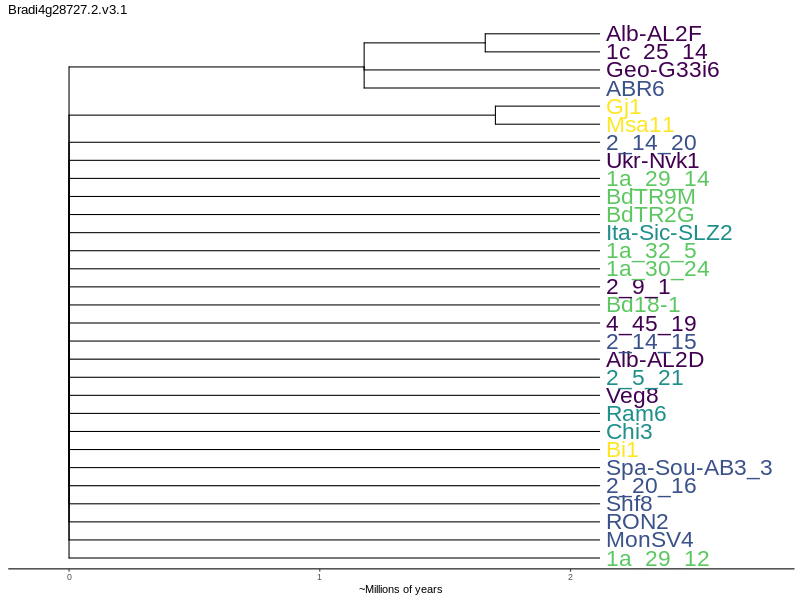 Bradi4g28727.2.v3.1
Alb-AL2F
1c_25_14
Geo-G33i6
ABR6
Gj1
Msa11
2_14_20
Ukr-Nvk1
1a_29_14
BdTR9M
BdTR2G
Ita-Sic-SLZ2
1a_32_5
1a_30_24
2_9_1
Bd18-1
4_45_19
2_14_15
Alb-AL2D
2_5_21
Veg8
Ram6
Chi3
Bi1
Spa-Sou-AB3_3
2_20_16
Shf8
RON2
MonSV4
1a_29_12
0 1 2
~Millions of years